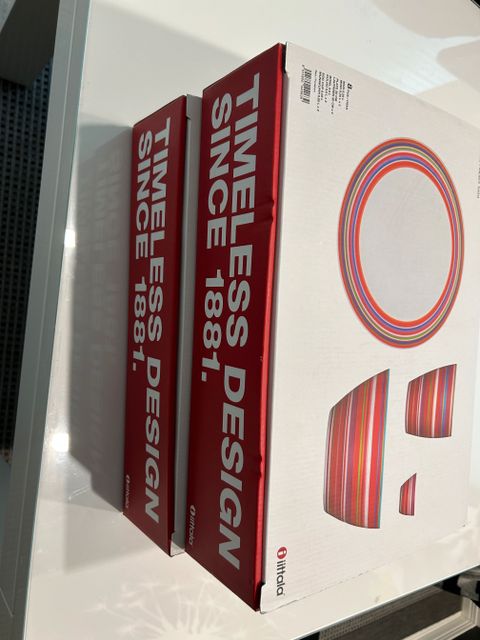 TIMELESS DESIGN
SINCE 1881.
iittala
TIMELESS DESIGN
SINCE 1881.
iittala
iittala